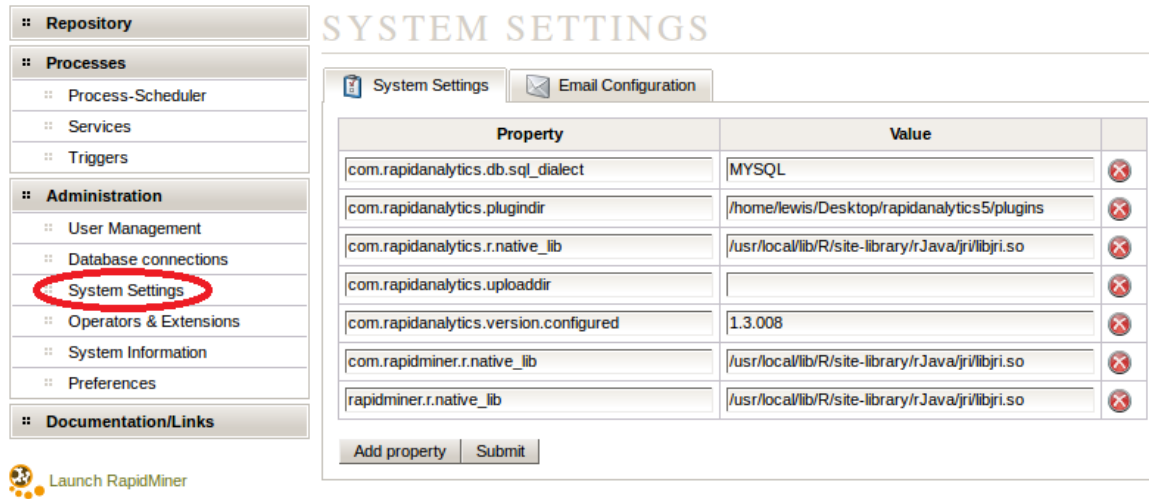 Repository
Processes
Process-Scheduler
Services
Triggers
Administration
User Management
Database connections
System Settings
Operators & Extensions
System Information
Preferences
Documentation/Links
Launch RapidMiner
SYSTEM SETTINGS
System Settings Email Configuration
Property Value
com.rapidanalytics.db.sql_dialect MYSQL
com.rapidanalytics.plugindir /home/lewis/Desktop/rapidanalytics5/plugins
com.rapidanalytics.r.native_lib /usr/local/lib/R/site-library/rJava/jri/libjri.so
com.rapidanalytics.uploaddir
com.rapidanalytics.version.configured 1.3.008
com.rapidminer.r.native_lib /usr/local/lib/R/site-library/rJava/jri/libjri.so
rapidminer.r.native_lib /usr/local/lib/R/site-library/rJava/jri/libjri.so
Add property Submit